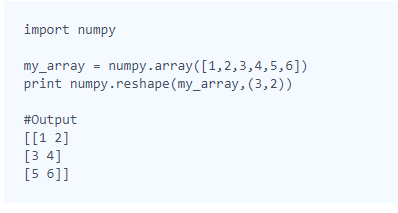 import numpy
my_array = numpy.array([1,2,3,4,5,6])
print numpy.reshape(my_array,(3,2))
#Output
[[1 2]
[3 4]
[5 6]]